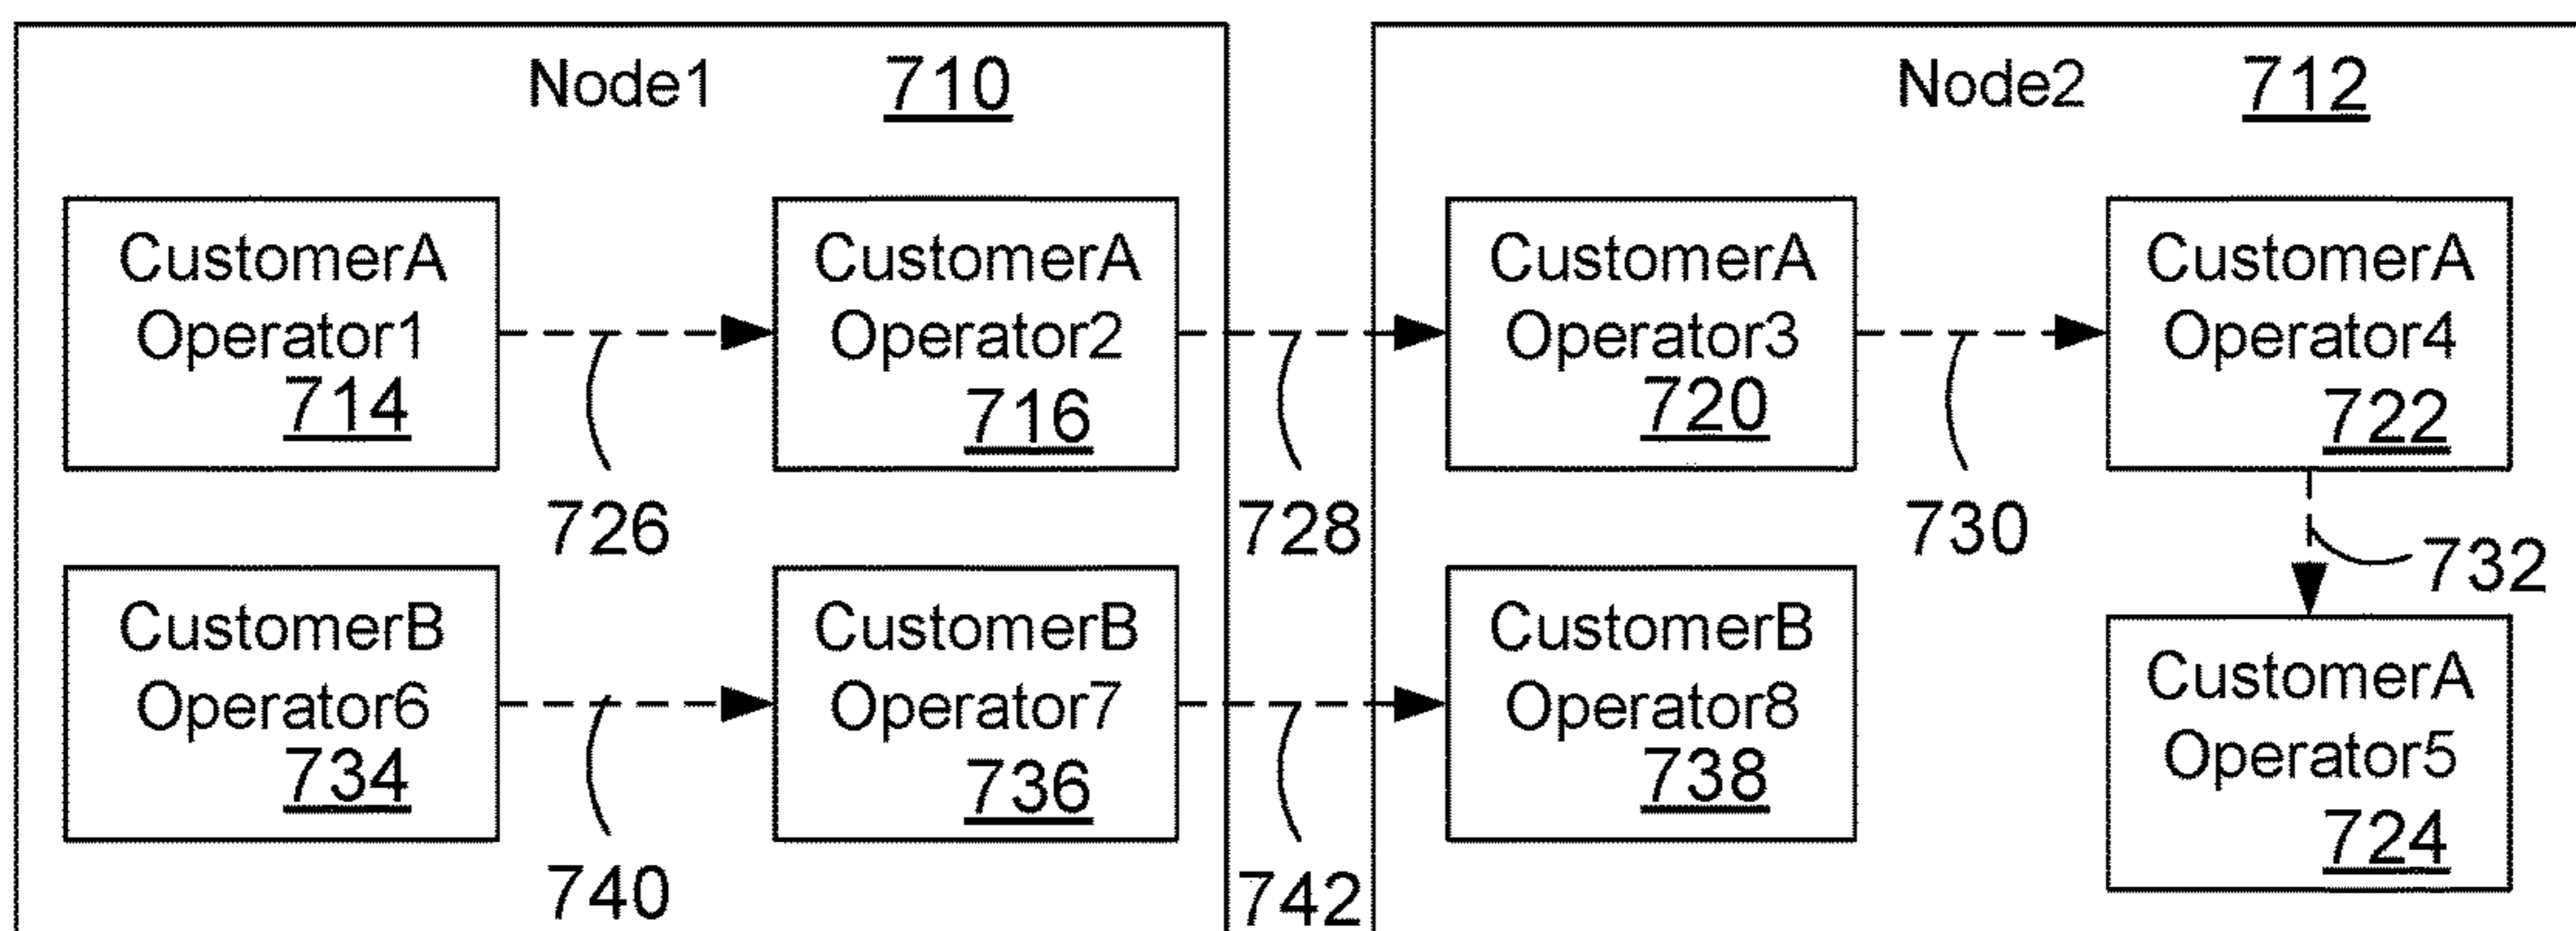 Node1 710
Node2 712
CustomerA
Operator1
714
CustomerA
Operator2
716
CustomerA
Operator3
720
CustomerA
Operator4
722
726
728
730
732
CustomerB
Operator6
734
CustomerB
Operator7
736
CustomerB
Operator8
738
CustomerA
Operator5
724
740
742